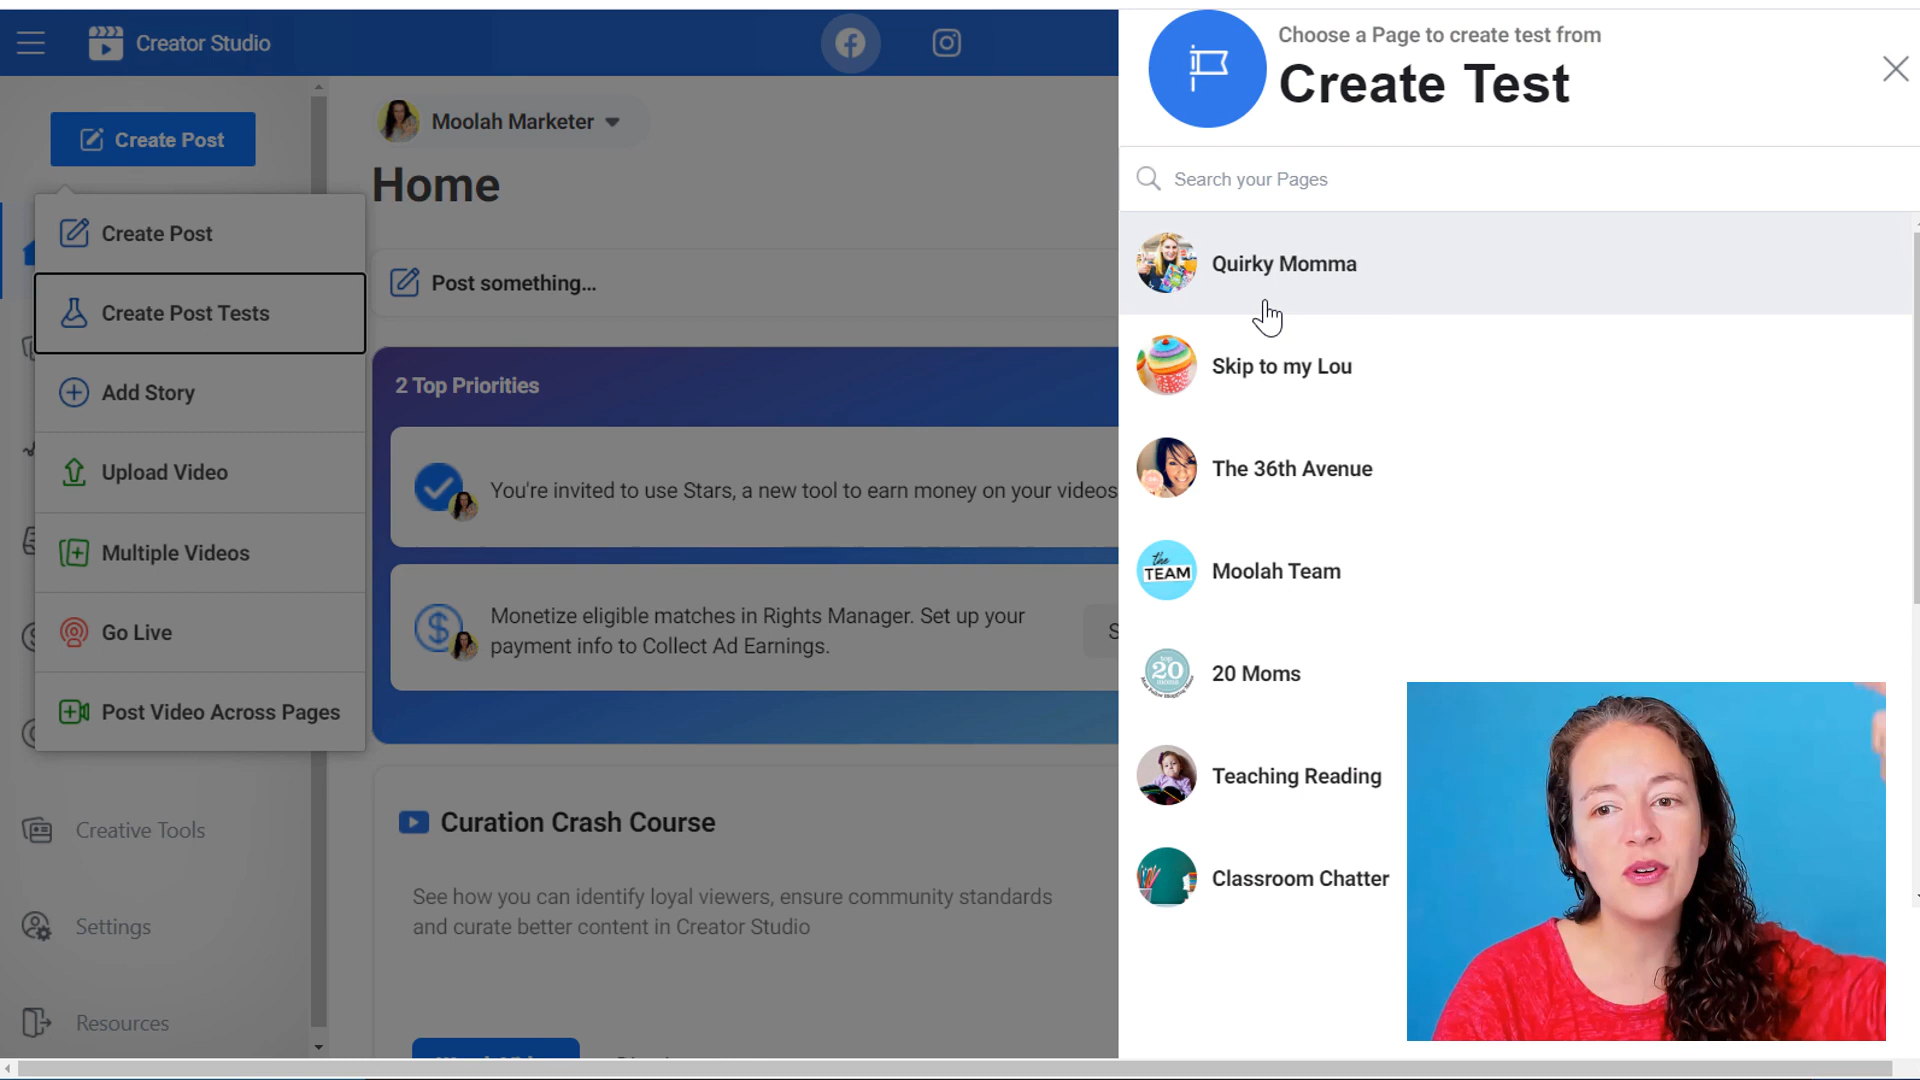 Creator Studio
Create Post
Create Post
Create Post Tests
Add Story
Upload Video
Multiple Videos
Go Live
Post Video Across Pages
Creative Tools
Settings
Resources
Moolah Marketer
Home
Post something...
2 Top Priorities
You're invited to use Stars, a new tool to earn money on your videos
Monetize eligible matches in Rights Manager. Set up your
payment info to Collect Ad Earnings.
S
Curation Crash Course
See how you can identify loyal viewers, ensure community standards
and curate better content in Creator Studio
Choose a Page to create test from
Create Test
Search your Pages
Quirky Momma
Skip to my Lou
The 36th Avenue
the
TEAM
Moolah Team
top
20
moms
20 Moms
Teaching Reading
Classroom Chatter